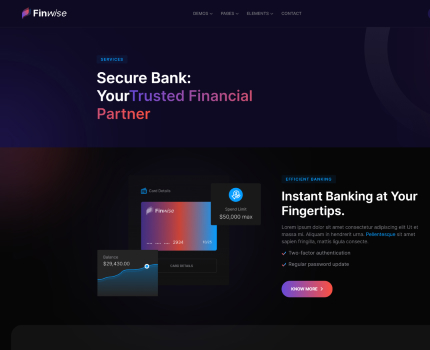 Finwise
DEMOS PAGES ELEMENTS CONTACT
SERVICES
Secure Bank:
YourTrusted Financial
Partner
Card Details
Finwise
2934
Spend Limit
$50,000 max
Balance
$29,430.00
CARD DETAILS
EFFICIENT BANKING
Instant Banking at Your
Fingertips.
Lorem ipsum dolor sit amet consectetur adipiscing elit Ut et
massa mi. Aliquam in hendrerit urna. Pellentesque sit amet
sapien fringilla, mattis ligula consecte
Two-factor authentication
Regular password update
KNOW MORE